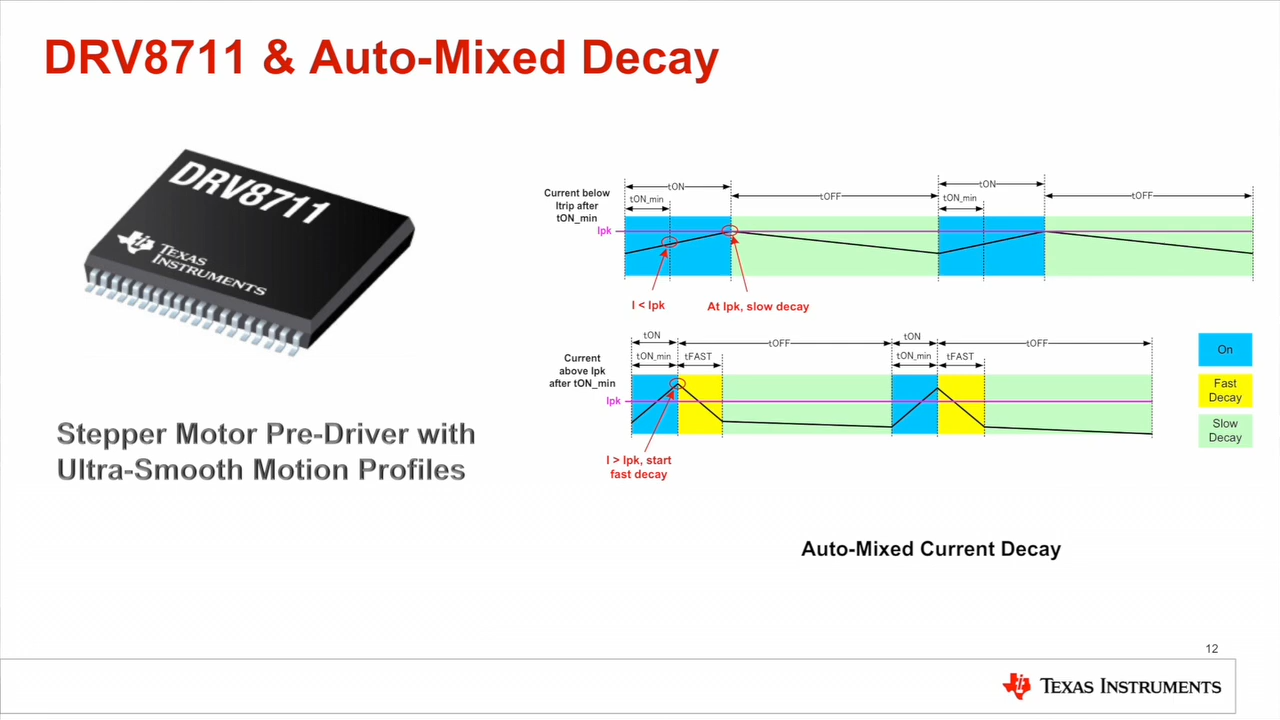 DRV8711 & Auto-Mixed Decay
DRV8711
TEXAS
INSTRUMENTS
Stepper Motor Pre-Driver with
Ultra-Smooth Motion Profiles
Current below
Itrip after
tON_min
tON
tON_min
tOFF
tON
tON_min
tOFF
Ipk
I < Ipk
At Ipk, slow decay
Current
above Ipk
after tON_min
tON
tOFF
tON
tOFF
tON_min
tFAST
tON_min
tFAST
Ipk
I > Ipk, start
fast decay
On
Fast
Decay
Slow
Decay
Auto-Mixed Current Decay
12
TEXAS INSTRUMENTS